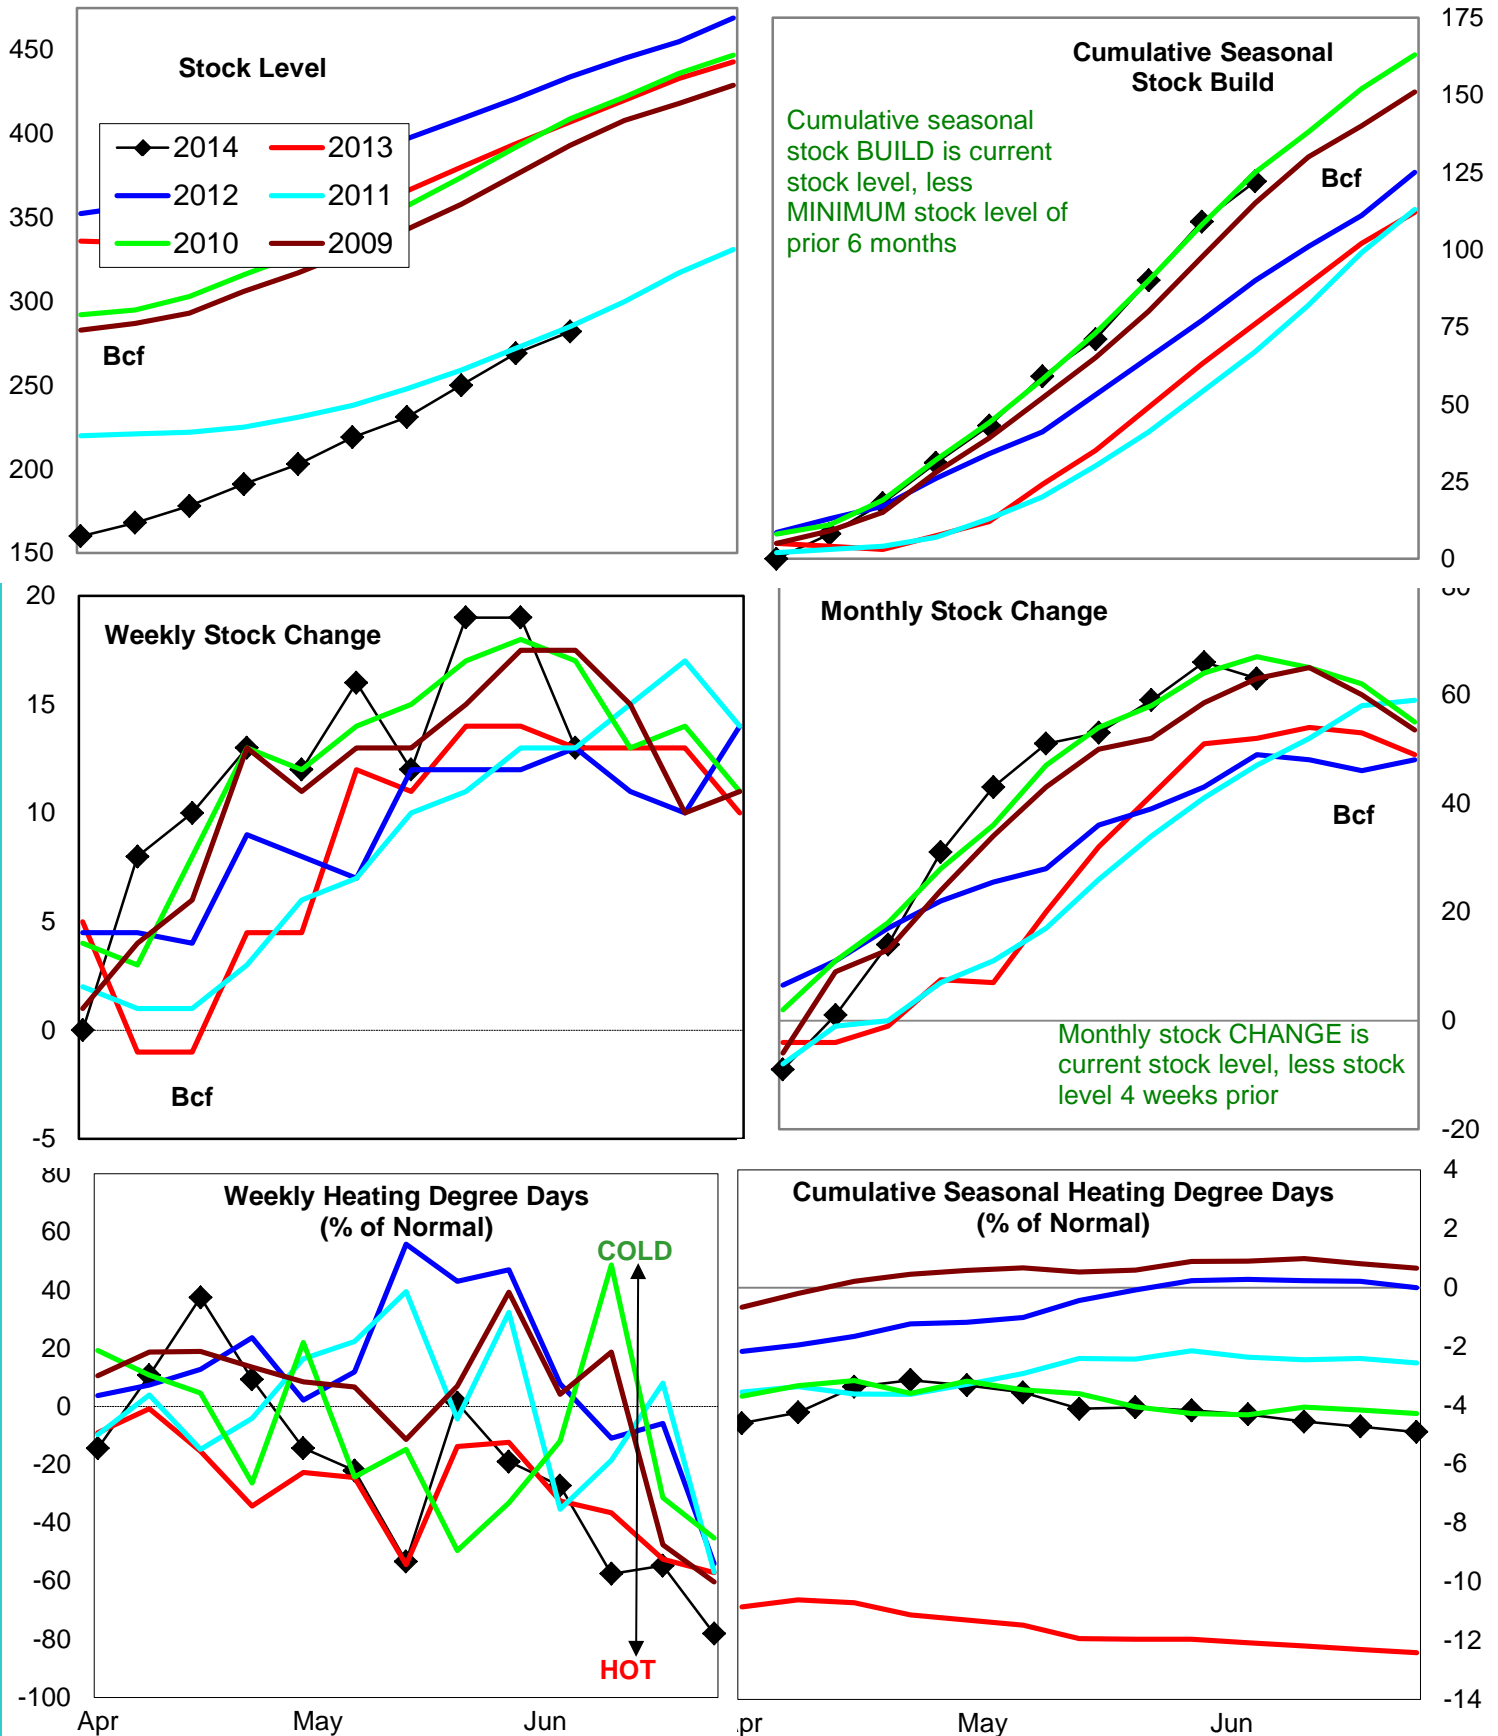 Stock Level
450
400
350
300
250
200
150
2014
2013
2012
2011
2010
2009
Bcf
Cumulative Seasonal
Stock Build
Cumulative seasonal
stock BUILD is current
stock level, less
MINIMUM stock level of
prior 6 months
Bcf
175
150
125
100
75
50
25
0
Weekly Stock Change
20
15
10
5
0
-5
Bcf
Monthly Stock Change
80
60
40
20
0
-20
Bcf
Monthly stock CHANGE is
current stock level, less stock
level 4 weeks prior
Weekly Heating Degree Days
(% of Normal)
80
60
40
20
0
-20
-40
-60
-80
-100
COLD
HOT
Apr
May
Jun
Cumulative Seasonal Heating Degree Days
(% of Normal)
4
2
0
-2
-4
-6
-8
-10
-12
-14
Apr
May
Jun